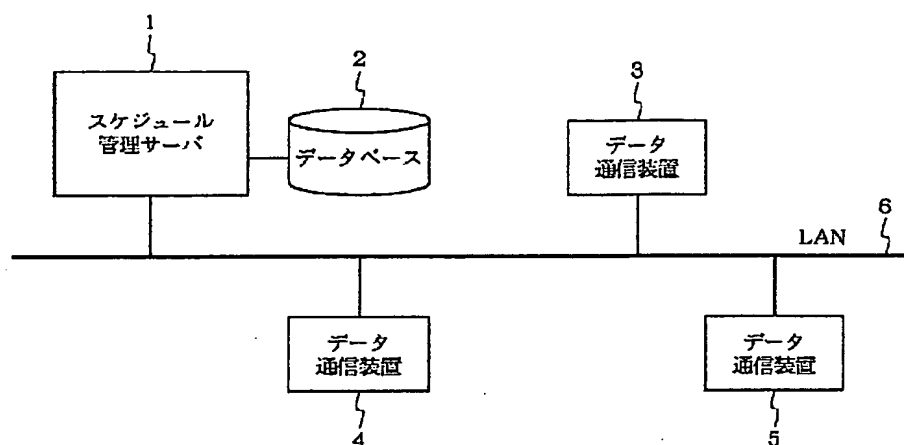 1
2
3
スケジュール
管理サーバ
データベース
データ
通信装置
6
LAN
データ
通信装置
データ
通信装置
4
5